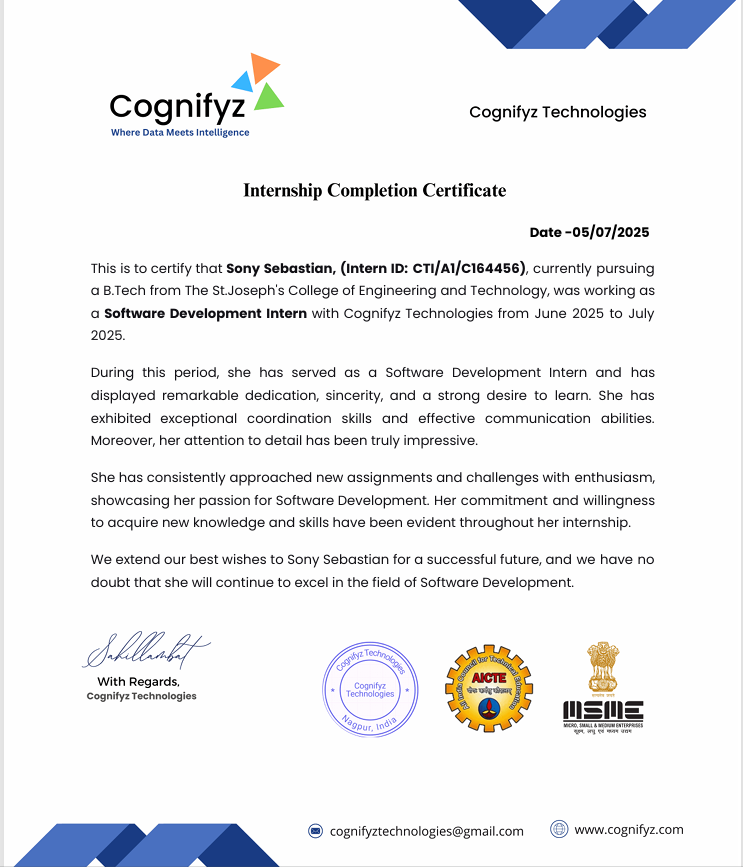 Cognifyz
Where Data Meets Intelligence
Cognifyz Technologies
Internship Completion Certificate
Date -05/07/2025
This is to certify that Sony Sebastian, (Intern ID: CTI/A1/C164456), currently pursuing
a B.Tech from The St.Joseph's College of Engineering and Technology, was working as
a Software Development Intern with Cognifyz Technologies from June 2025 to July
2025.
During this period, she has served as a Software Development Intern and has
displayed remarkable dedication, sincerity, and a strong desire to learn. She has
exhibited exceptional coordination skills and effective communication abilities.
Moreover, her attention to detail has been truly impressive.
She has consistently approached new assignments and challenges with enthusiasm,
showcasing her passion for Software Development. Her commitment and willingness
to acquire new knowledge and skills have been evident throughout her internship.
We extend our best wishes to Sony Sebastian for a successful future, and we have no
doubt that she will continue to excel in the field of Software Development.
Sahillambat
With Regards,
Cognifyz Technologies
Cognifyz Technologies
Cognifyz
Technologies
Nagpur, India
All India Council for Technical Education
AICTE
MSME
MICRO, SMALL & MEDIUM ENTERPRISES
सूक्ष्म, लघु एवं मध्यम उद्यम
cognifyztechnologies@gmail.com
www.cognifyz.com